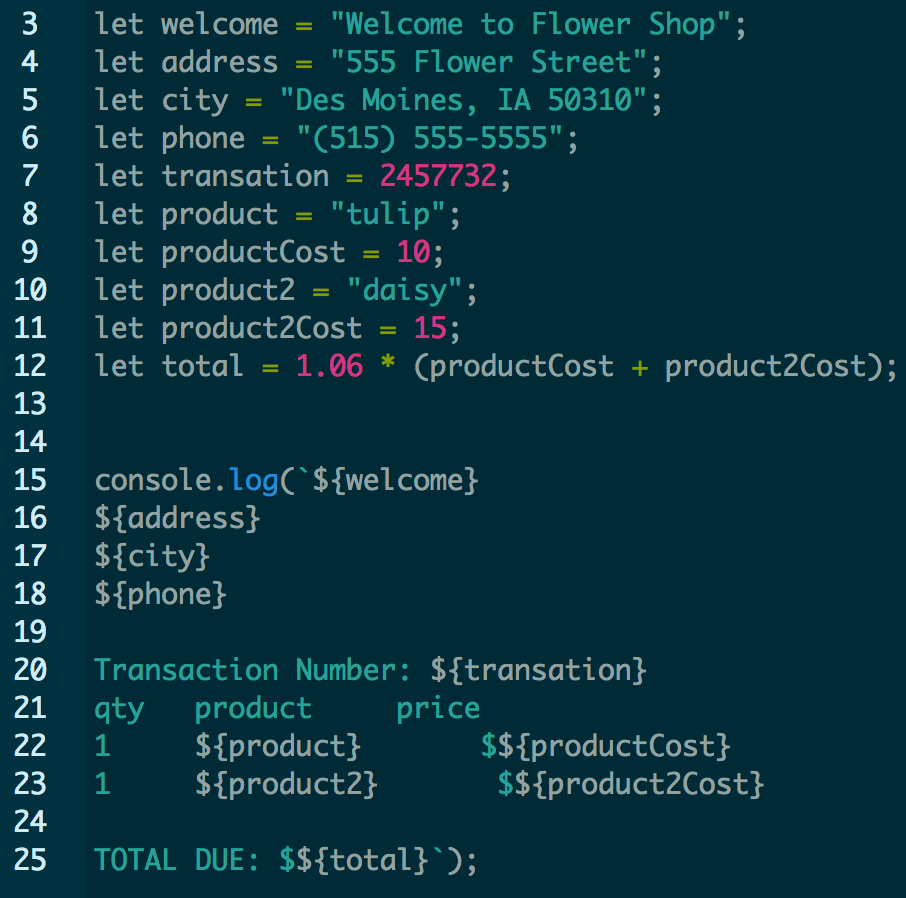 3 let welcome = "Welcome to Flower Shop";
4 let address = "555 Flower Street";
5 let city = "Des Moines, IA 50310";
6 let phone = "(515) 555-5555";
7 let transation = 2457732;
8 let product = "tulip";
9 let productCost = 10;
10 let product2 = "daisy";
11 let product2Cost = 15;
12 let total = 1.06 * (productCost + product2Cost);
13
14
15 console.log(`${welcome}
16 ${address}
17 ${city}
18 ${phone}
19
20 Transaction Number: ${transation}
21 qty   product     price
22 1     ${product}       $${productCost}
23 1     ${product2}       $${product2Cost}
24
25 TOTAL DUE: $${total}`);